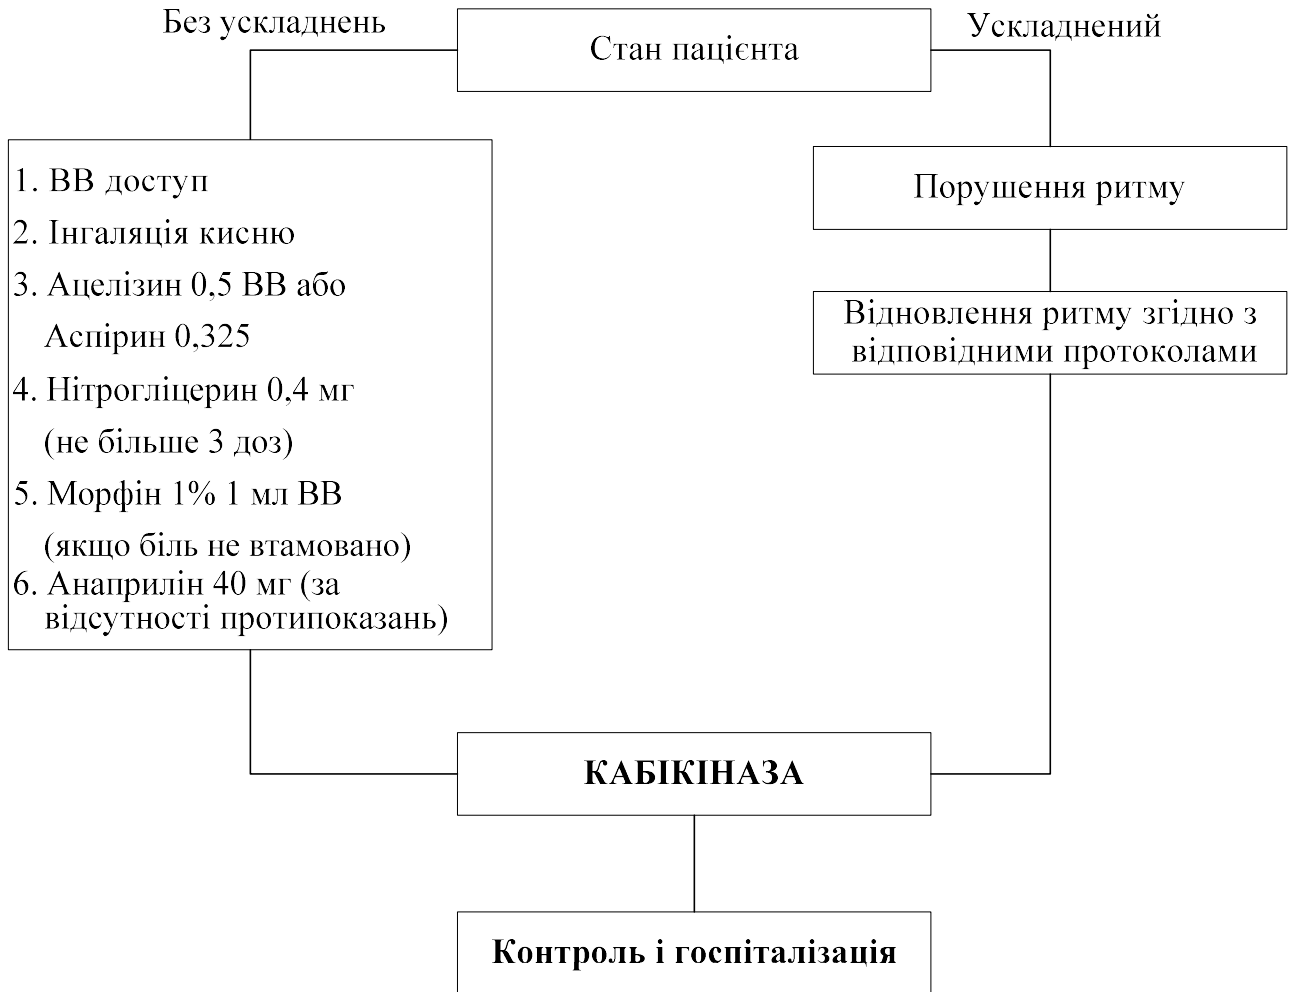 Без ускладнень
Стан пацієнта
Ускладнений
1. ВВ доступ
2. Інгаляція кисню
3. Ацелізин 0,5 ВВ або
Аспірин 0,325
4. Нітрогліцерин 0,4 мг
(не більше 3 доз)
5. Морфін 1% 1 мл ВВ
(якщо біль не втамовано)
6. Анаприлін 40 мг (за
відсутності протипоказань)
Порушення ритму
Відновлення ритму згідно з
відповідними протоколами
КАБІКІНАЗА
Контроль і госпіталізація